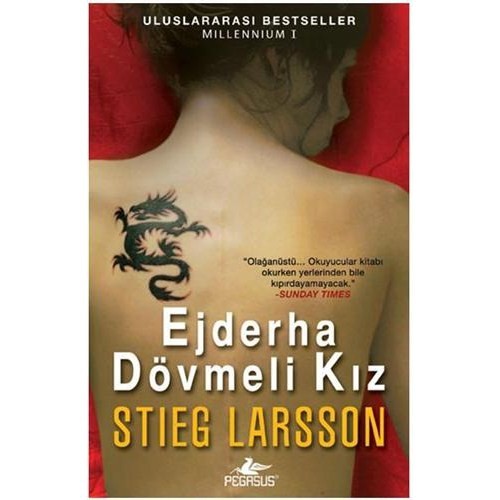 ULUSLARARASI BESTSELLER
MILLENNIUM I
"Olağanüstü... Okuyucular kitabı
okurken yerlerinden bile
kıpırdayamayacak."
-SUNDAY TIMES
Ejderha
Dövmeli Kız
STIEG LARSSON
PEGASUS